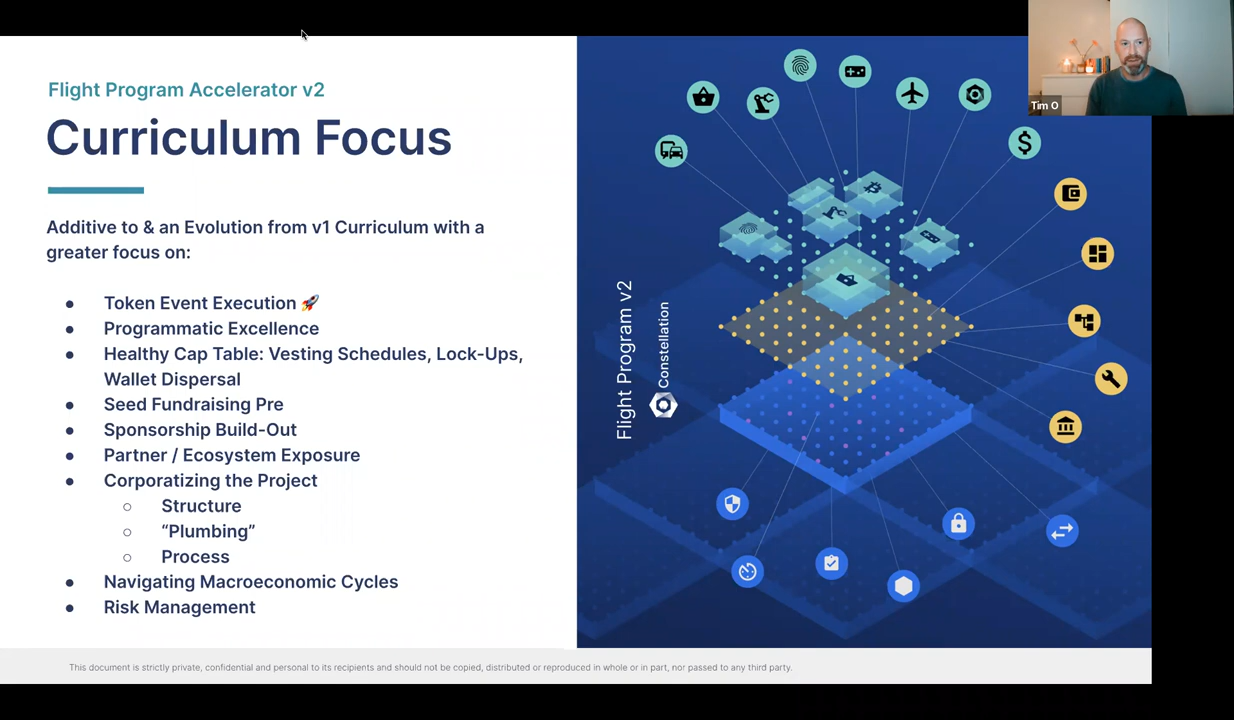 Flight Program Accelerator v2
Curriculum Focus
Additive to & an Evolution from v1 Curriculum with a
greater focus on:
● Token Event Execution 🚀
● Programmatic Excellence
● Healthy Cap Table: Vesting Schedules, Lock-Ups,
Wallet Dispersal
● Seed Fundraising Pre
● Sponsorship Build-Out
● Partner / Ecosystem Exposure
● Corporatizing the Project
○ Structure
○ “Plumbing”
○ Process
● Navigating Macroeconomic Cycles
● Risk Management
Flight Program v2
Constellation
Tim O
This document is strictly private, confidential and personal to its recipients and should not be copied, distributed or reproduced in whole or in part, nor passed to any third party.